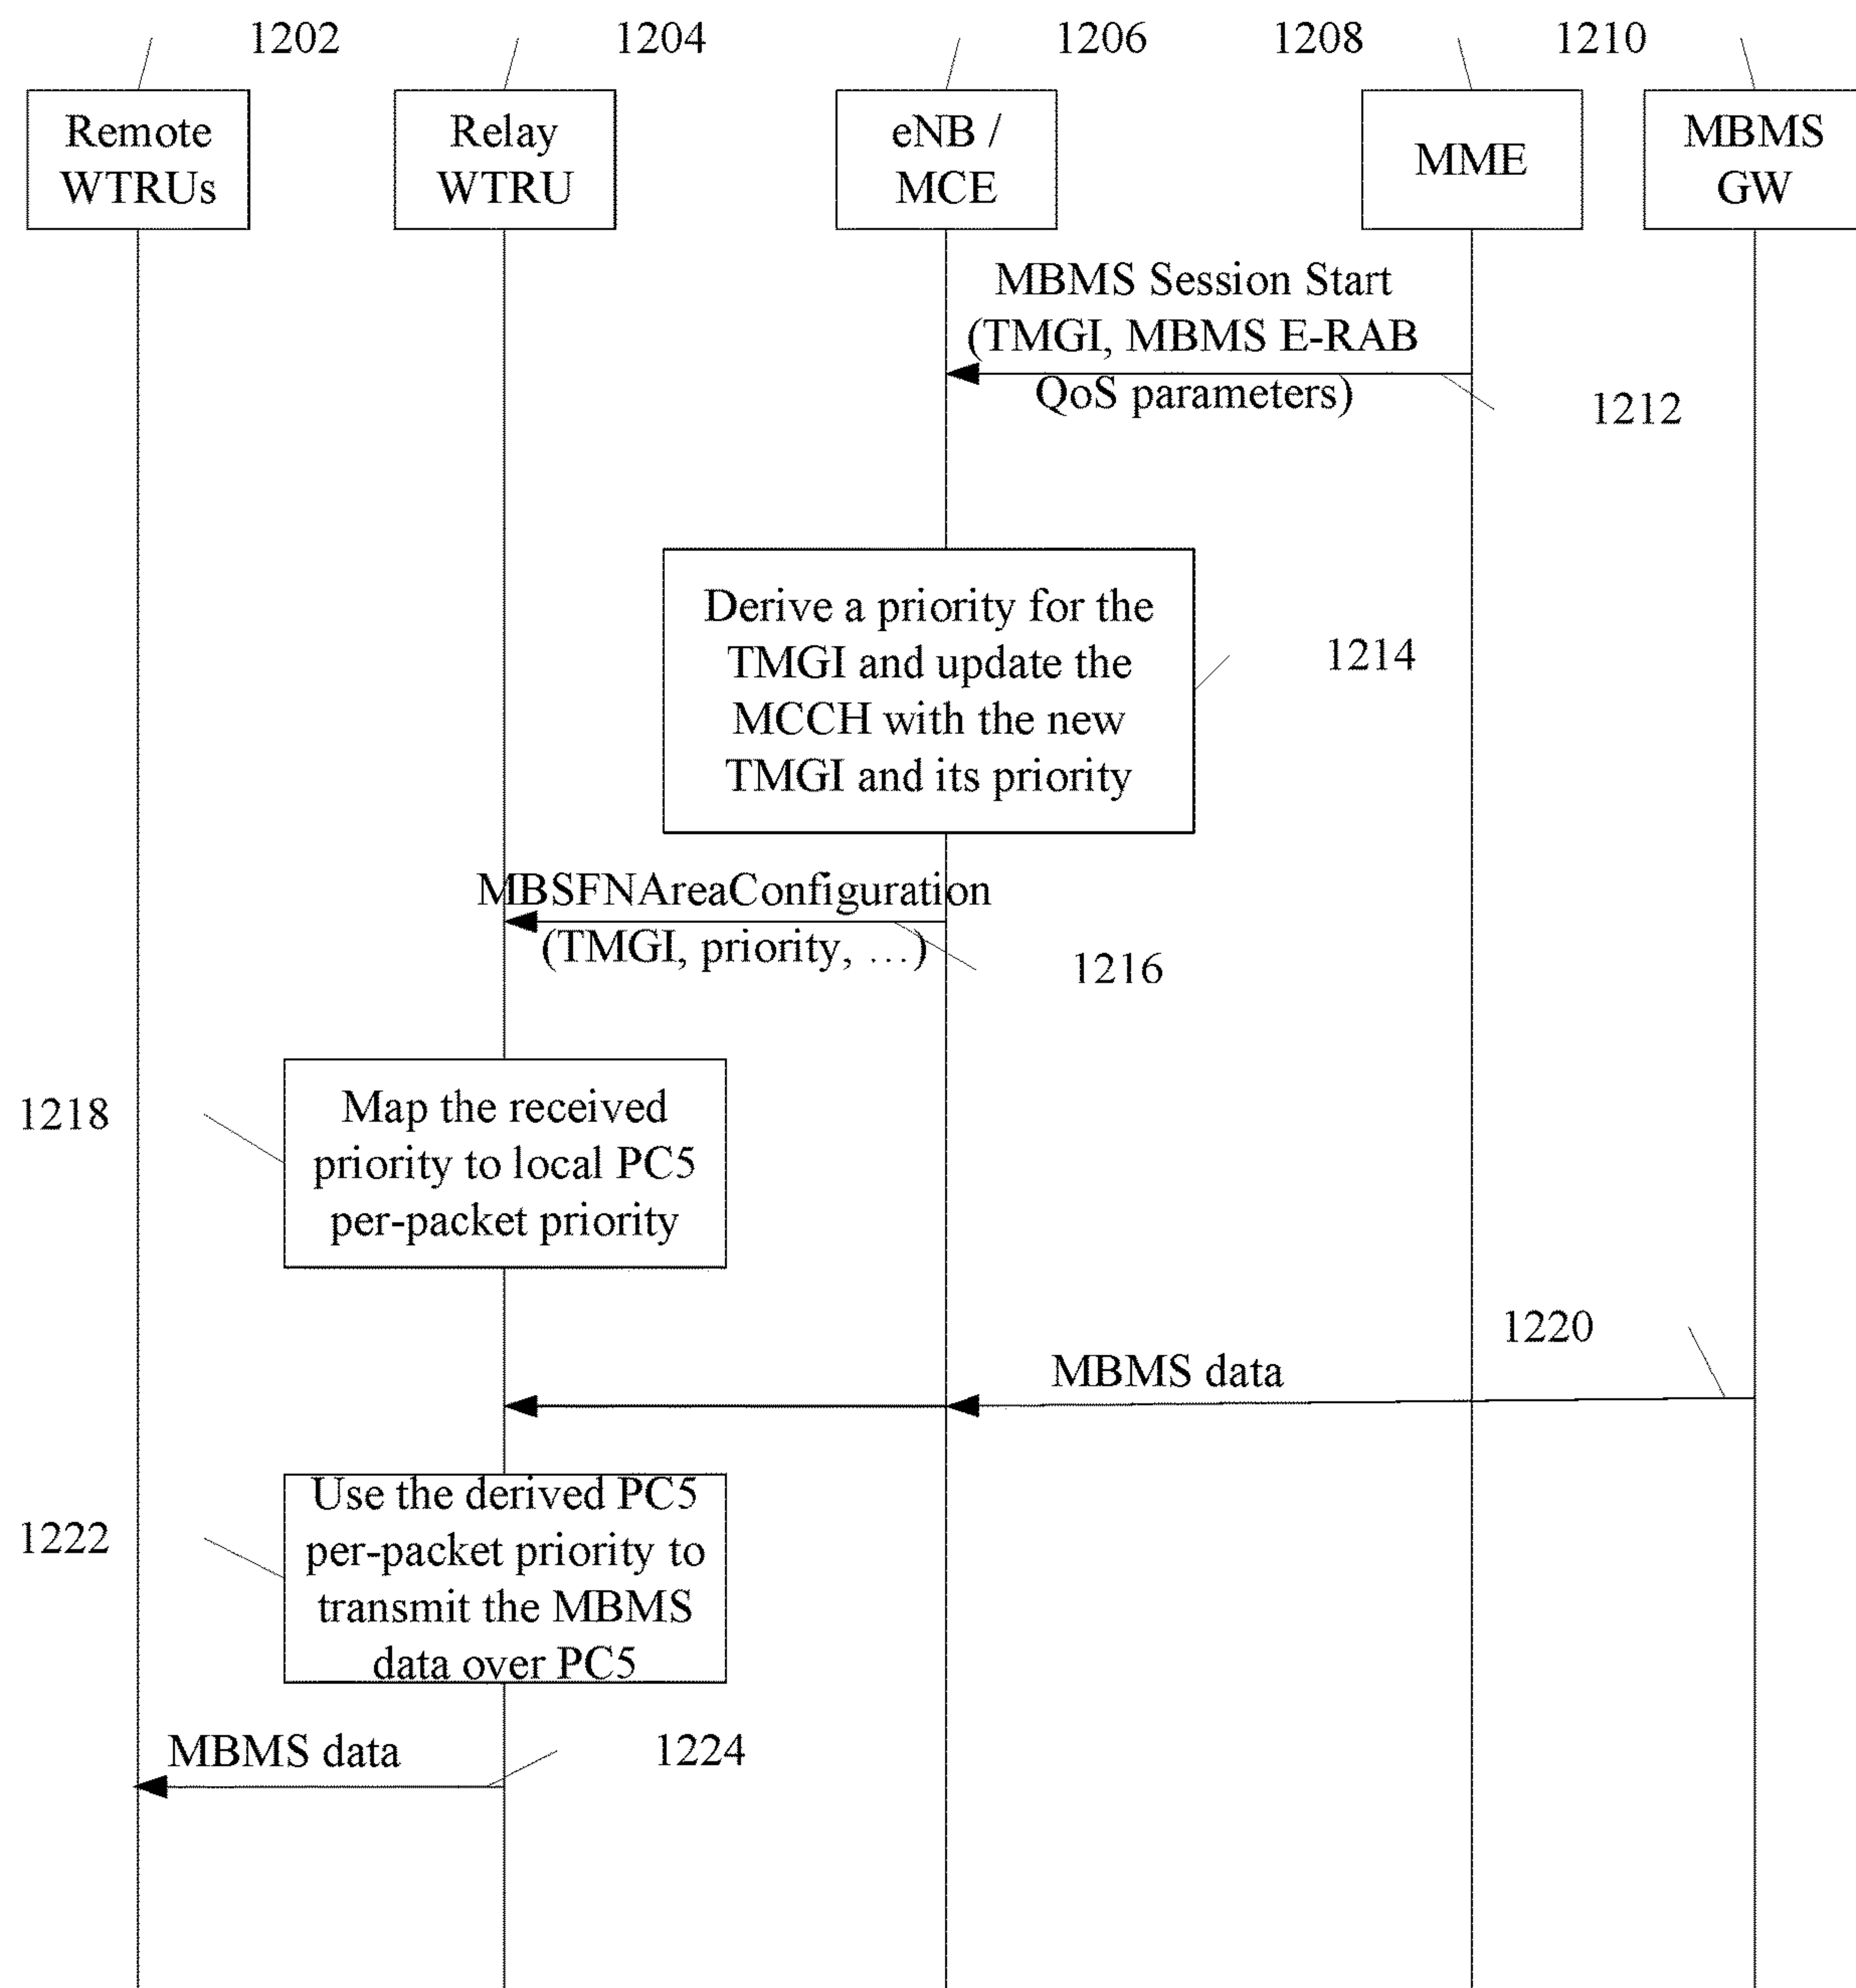 1202
1204
1206
1208
1210
Remote
WTRUs
Relay
WTRU
eNB /
MCE
MME
MBMS
GW
MBMS Session Start
(TMGI, MBMS E-RAB
QoS parameters)
1212
Derive a priority for the
TMGI and update the
MCCH with the new
TMGI and its priority
1214
MBSFNAreaConfiguration
(TMGI, priority, …)
1216
1218
Map the received
priority to local PC5
per-packet priority
1220
MBMS data
1222
Use the derived PC5
per-packet priority to
transmit the MBMS
data over PC5
MBMS data
1224